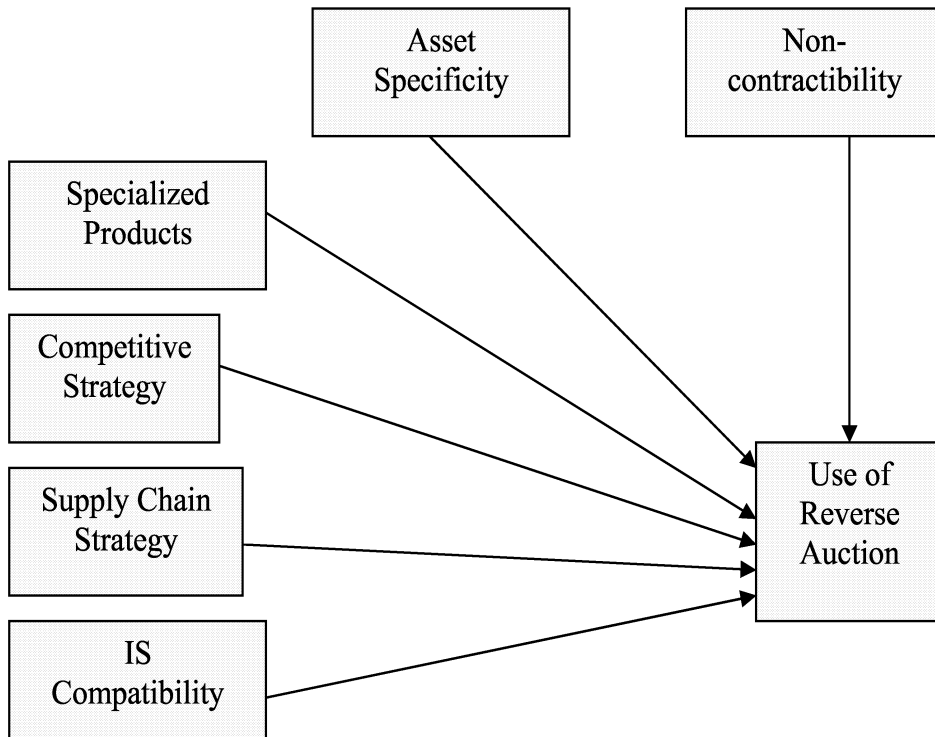 Asset
Specificity
Non-
contractibility
Specialized
Products
Competitive
Strategy
Supply Chain
Strategy
IS
Compatibility
Use of
Reverse
Auction